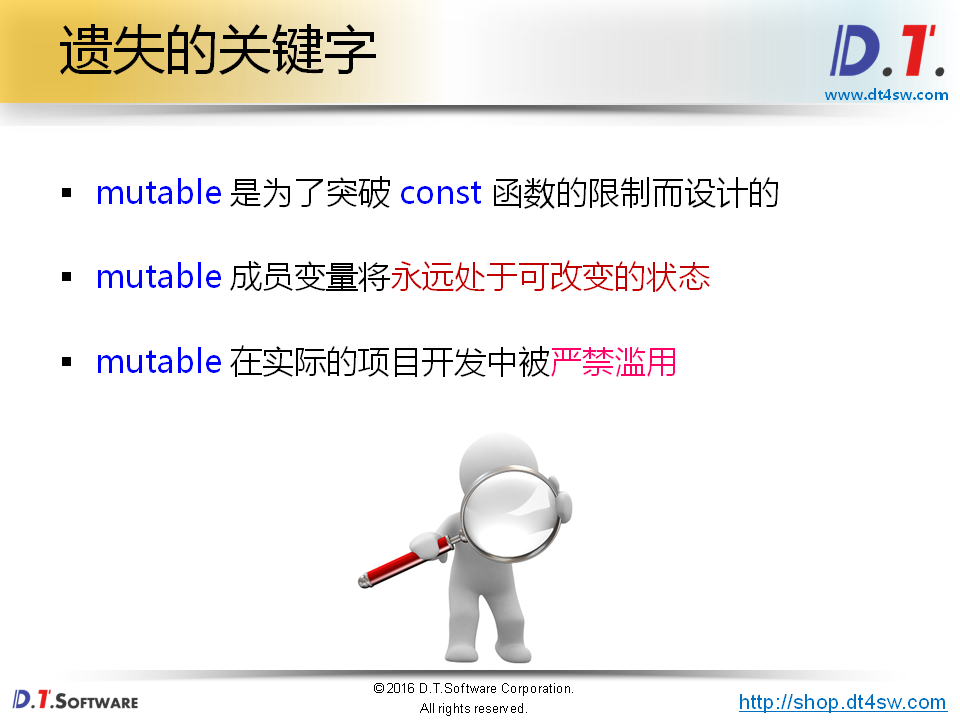 遗失的关键字
D.T.
www.dt4sw.com
▪ mutable 是为了突破 const 函数的限制而设计的
▪ mutable 成员变量将永远处于可改变的状态
▪ mutable 在实际的项目开发中被严禁滥用
D.T.SOFTWARE
©2016 D.T.Software Corporation.
All rights reserved.
http://shop.dt4sw.com